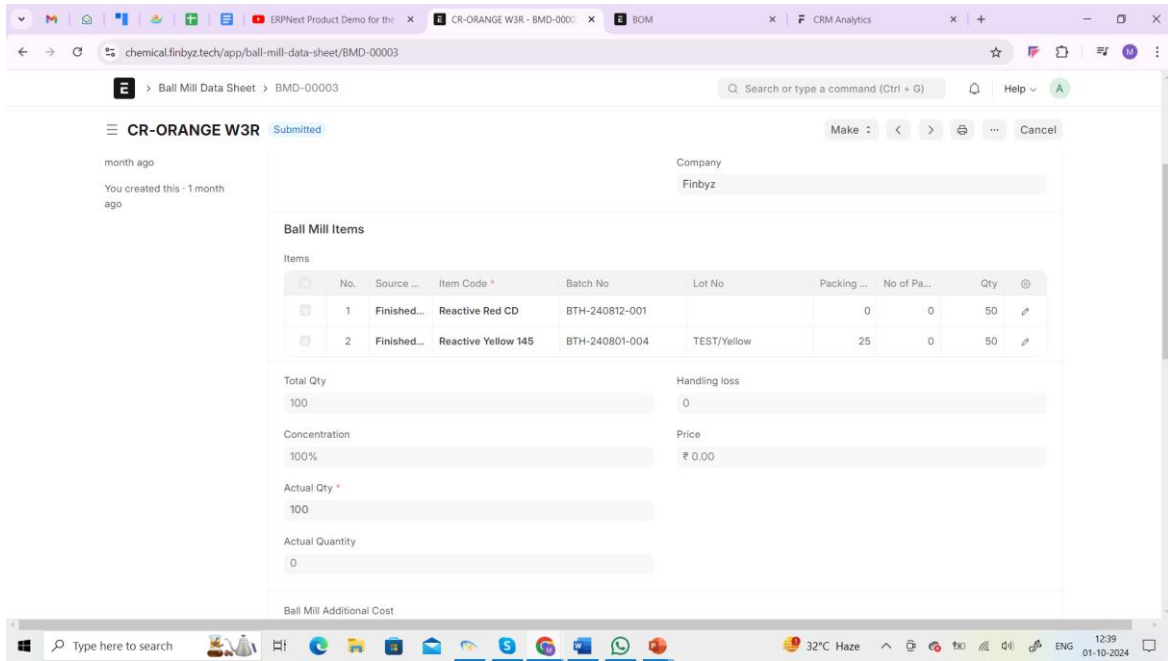 ERPNext Product Demo for the
CR-ORANGE W3R - BMD-0000
BOM
CRM Analytics
chemical.finbyz.tech/app/ball-mill-data-sheet/BMD-00003
M
E > Ball Mill Data Sheet > BMD-00003
Search or type a command (Ctrl + G)
Help
A
CR-ORANGE W3R Submitted
Make
Cancel
month ago
You created this · 1 month
ago
Company
Finbyz
Ball Mill Items
Items
No. Source ... Item Code * Batch No Lot No Packing ... No of Pa... Qty
1 Finished... Reactive Red CD BTH-240812-001 0 0 50
2 Finished... Reactive Yellow 145 BTH-240801-004 TEST/Yellow 25 0 50
Total Qty
100
Handling loss
0
Concentration
100%
Price
₹ 0.00
Actual Qty *
100
Actual Quantity
0
Ball Mill Additional Cost
Type here to search
32°C Haze
ENG
12:39
01-10-2024